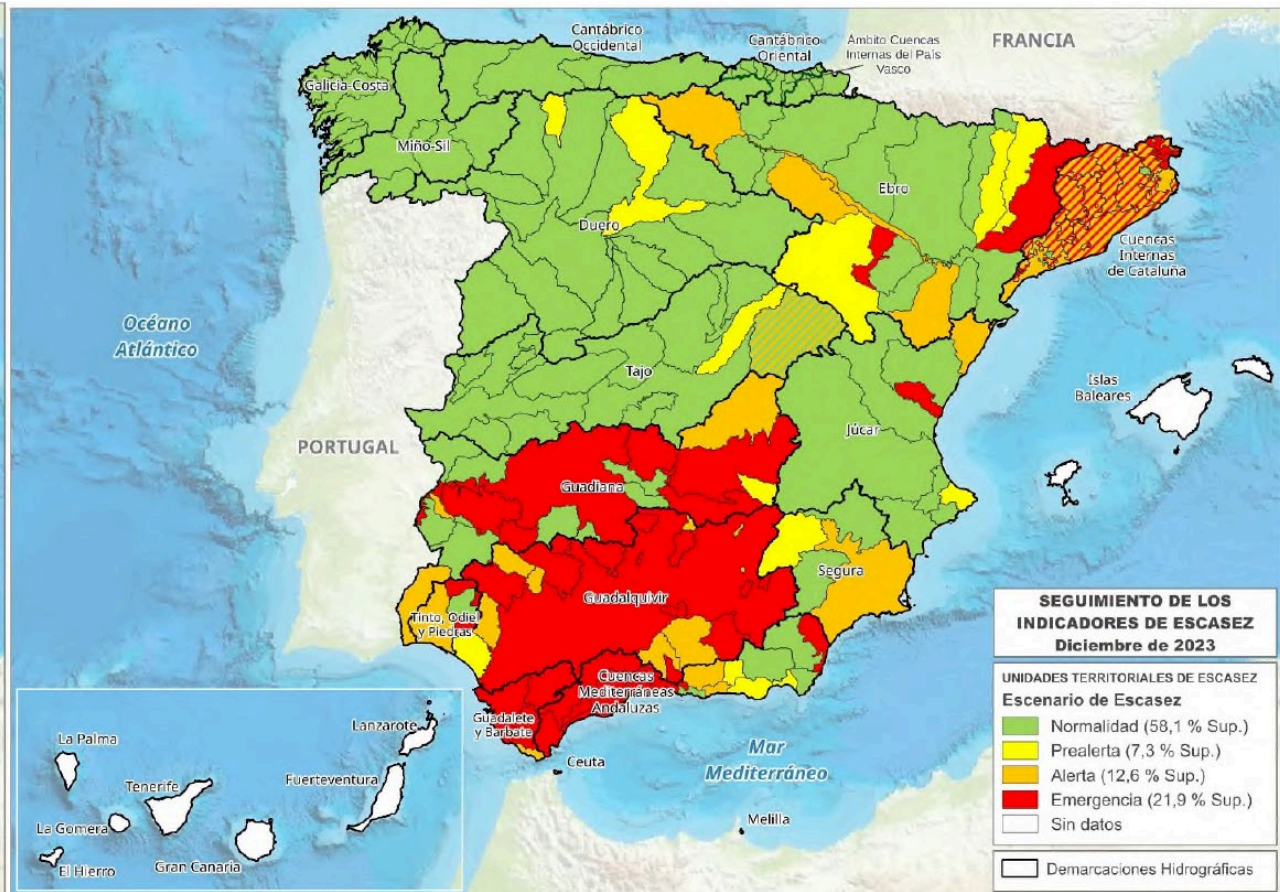 Cantábrico
Occidental
Cantábrico
Oriental
Ámbito Cuencas
Internas del País
Vasco
FRANCIA
Galicia-Costa
Miño-Sil
Ebro
Duero
Cuencas
Internas
de Cataluña
Océano
Atlántico
Tajo
Islas
Baleares
PORTUGAL
Júcar
Guadiana
Segura
Guadalquivir
Tinto, Odiel
y Piedras
Cuencas
Mediterráneas
Andaluzas
Guadalete
y Barbate
Ceuta
Mar
Mediterráneo
Melilla
Lanzarote
La Palma
Fuerteventura
Tenerife
La Gomera
El Hierro
Gran Canaria
SEGUIMIENTO DE LOS
INDICADORES DE ESCASEZ
Diciembre de 2023
UNIDADES TERRITORIALES DE ESCASEZ
Escenario de Escasez
Normalidad (58,1 % Sup.)
Prealerta (7,3 % Sup.)
Alerta (12,6 % Sup.)
Emergencia (21,9 % Sup.)
Sin datos
Demarcaciones Hidrográficas